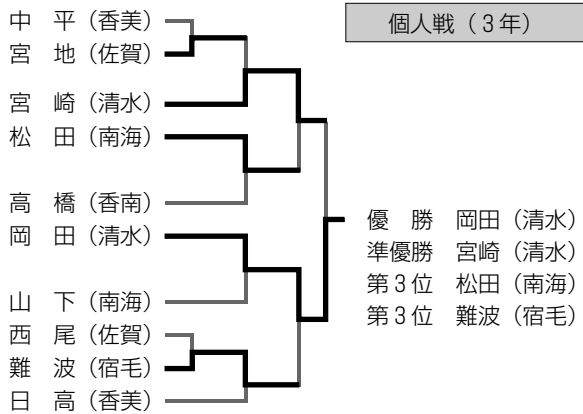 個人戦（３年）
中　平（香美）
宮　地（佐賀）
宮　崎（清水）
松　田（南海）
高　橋（香南）
岡　田（清水）
山　下（南海）
西　尾（佐賀）
難　波（宿毛）
日　高（香美）
優　勝　岡田（清水）
準優勝　宮崎（清水）
第３位　松田（南海）
第３位　難波（宿毛）